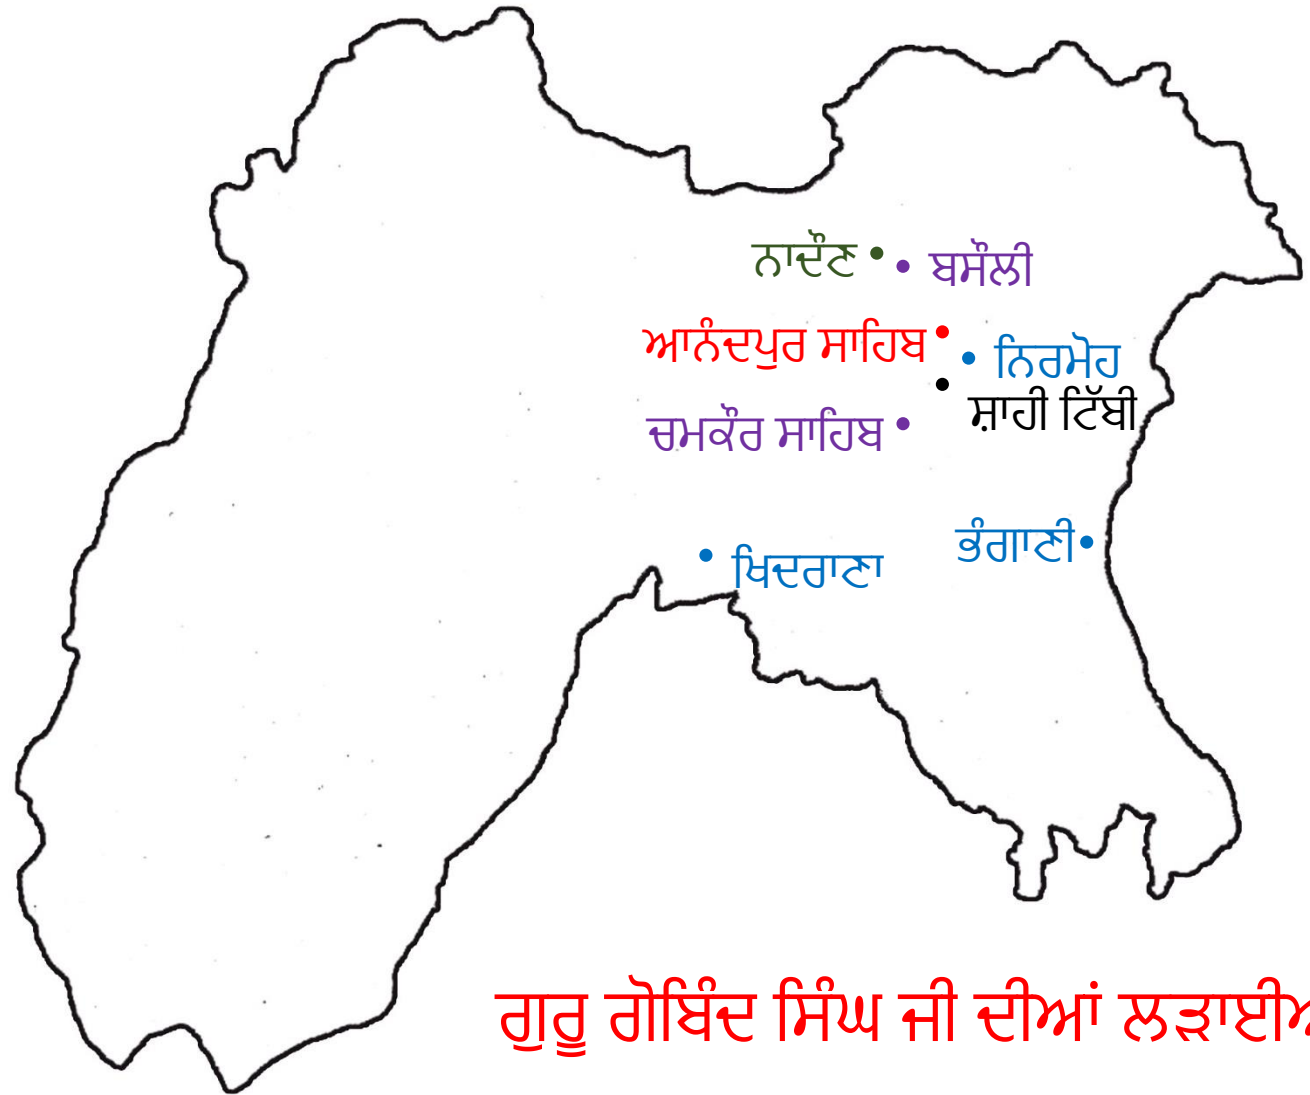 ਨਾਦੌਣ
ਬਸੌਲੀ
ਆਨੰਦਪੁਰ ਸਾਹਿਬ
ਨਿਰਮੋਹ
ਸ਼ਾਹੀ ਟਿੱਬੀ
ਚਮਕੌਰ ਸਾਹਿਬ
ਭੰਗਾਣੀ
ਖਿਦਰਾਣਾ
ਗੁਰੂ ਗੋਬਿੰਦ ਸਿੰਘ ਜੀ ਦੀਆਂ